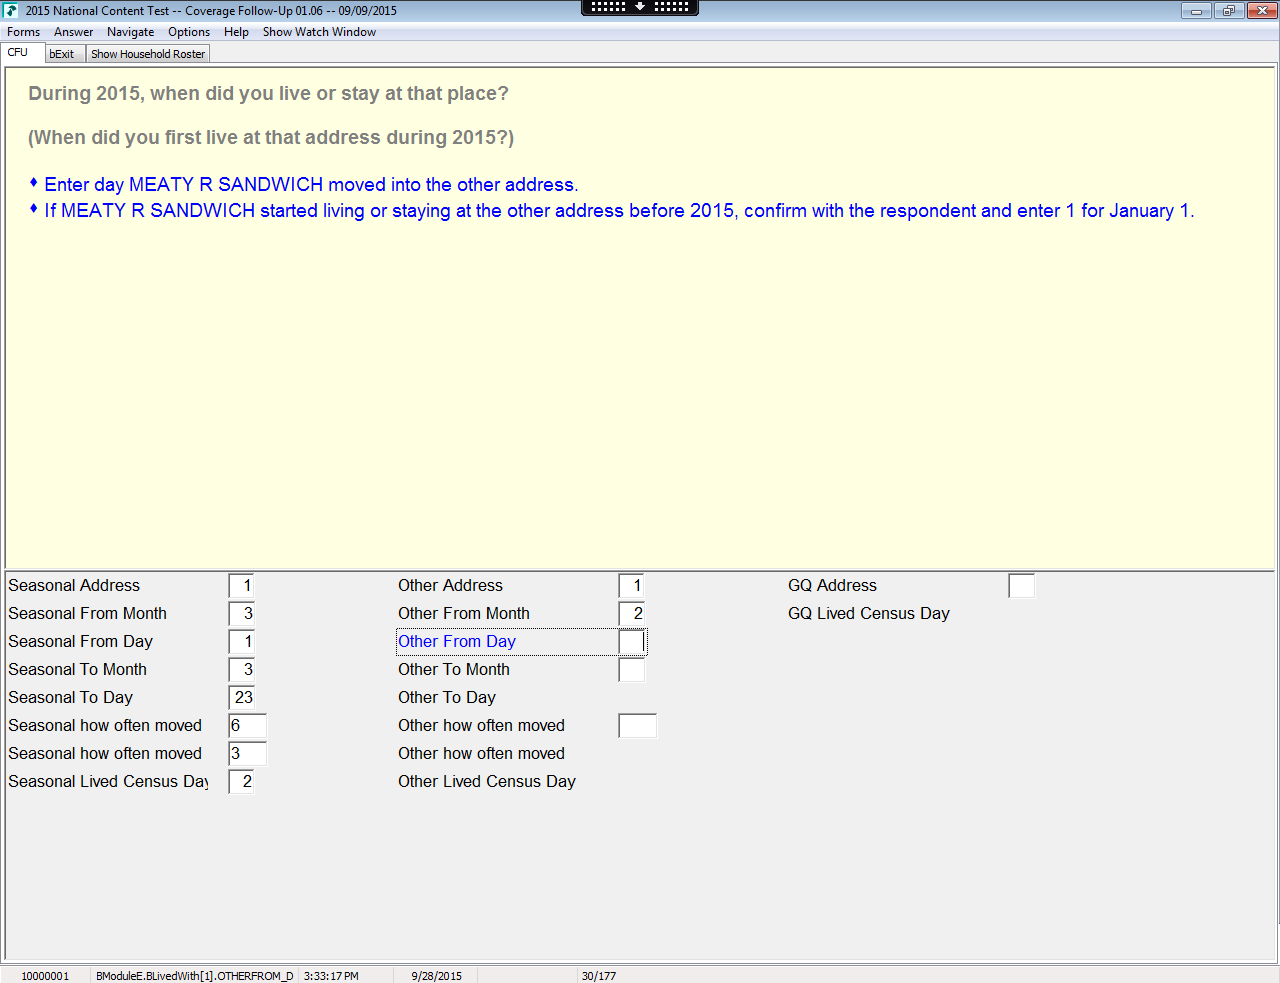 2015 National Content Test -- Coverage Follow-Up 01.06 -- 09/09/2015
Forms Answer Navigate Options Help Show Watch Window
CFU bExit Show Household Roster
During 2015, when did you live or stay at that place?
(When did you first live at that address during 2015?)
♦ Enter day MEATY R SANDWICH moved into the other address.
♦ If MEATY R SANDWICH started living or staying at the other address before 2015, confirm with the respondent and enter 1 for January 1.
Seasonal Address 1 Other Address 1 GQ Address
Seasonal From Month 3 Other From Month 2 GQ Lived Census Day
Seasonal From Day 1 Other From Day
Seasonal To Month 3 Other To Month
Seasonal To Day 23 Other To Day
Seasonal how often moved 6 Other how often moved
Seasonal how often moved 3 Other how often moved
Seasonal Lived Census Day 2 Other Lived Census Day
10000001 BModuleE.BLivedWith[1].OTHERFROM_D 3:33:17 PM 9/28/2015 30/177